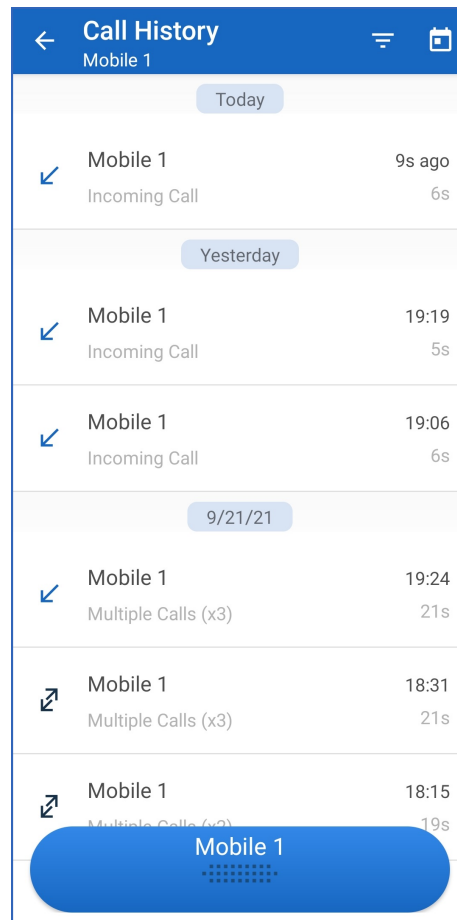 Call History
Mobile 1
Today
Mobile 1 9s ago
Incoming Call 6s
Yesterday
Mobile 1 19:19
Incoming Call 5s
Mobile 1 19:06
Incoming Call 6s
9/21/21
Mobile 1 19:24
Multiple Calls (x3) 21s
Mobile 1 18:31
Multiple Calls (x3) 21s
Mobile 1 18:15
Multiple Calls 19s
Mobile 1